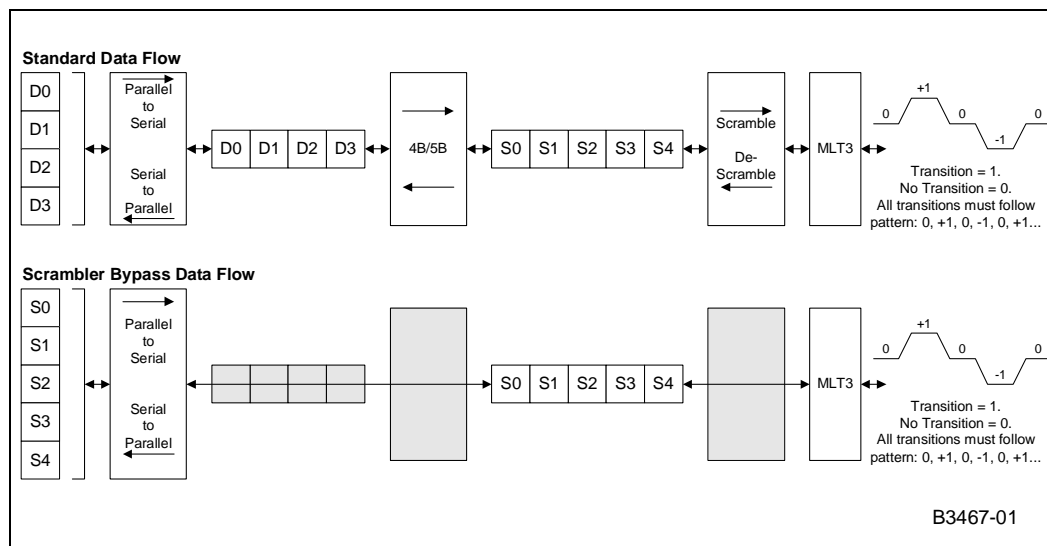 Standard Data Flow
D0
D1
D2
D3
Parallel
to
Serial
Serial
to
Parallel
D0 D1 D2 D3
4B/5B
S0 S1 S2 S3 S4
Scramble
De-
Scramble
MLT3
0 +1 0 -1 0
Transition = 1.
No Transition = 0.
All transitions must follow
pattern: 0, +1, 0, -1, 0, +1...
Scrambler Bypass Data Flow
S0
S1
S2
S3
S4
Parallel
to
Serial
Serial
to
Parallel
S0 S1 S2 S3 S4
MLT3
0 +1 0 -1 0
Transition = 1.
No Transition = 0.
All transitions must follow
pattern: 0, +1, 0, -1, 0, +1...
B3467-01